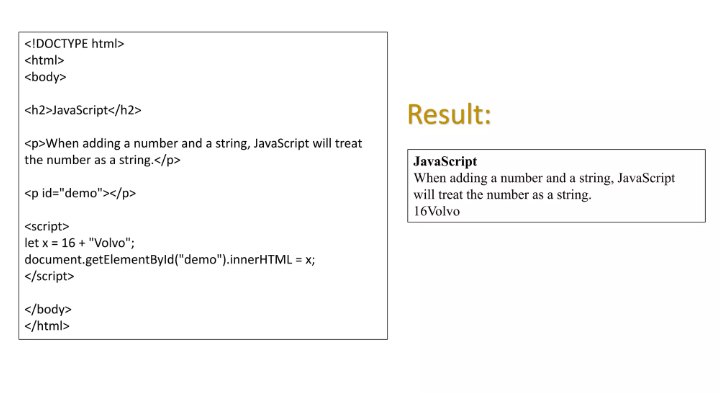 <!DOCTYPE html>
<html>
<body>
<h2>JavaScript</h2>
<p>When adding a number and a string, JavaScript will treat
the number as a string.</p>
<p id="demo"></p>
<script>
let x = 16 + "Volvo";
document.getElementById("demo").innerHTML = x;
</script>
</body>
</html>
Result:
JavaScript
When adding a number and a string, JavaScript
will treat the number as a string.
16Volvo